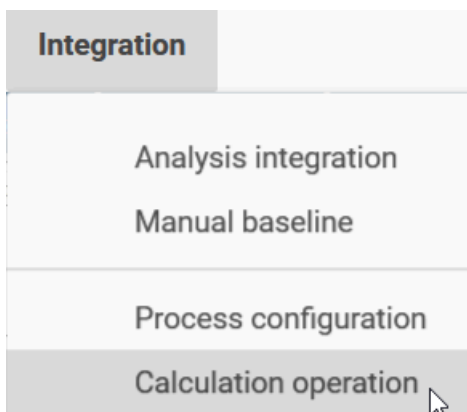 Integration
Analysis integration
Manual baseline
Process configuration
Calculation operation